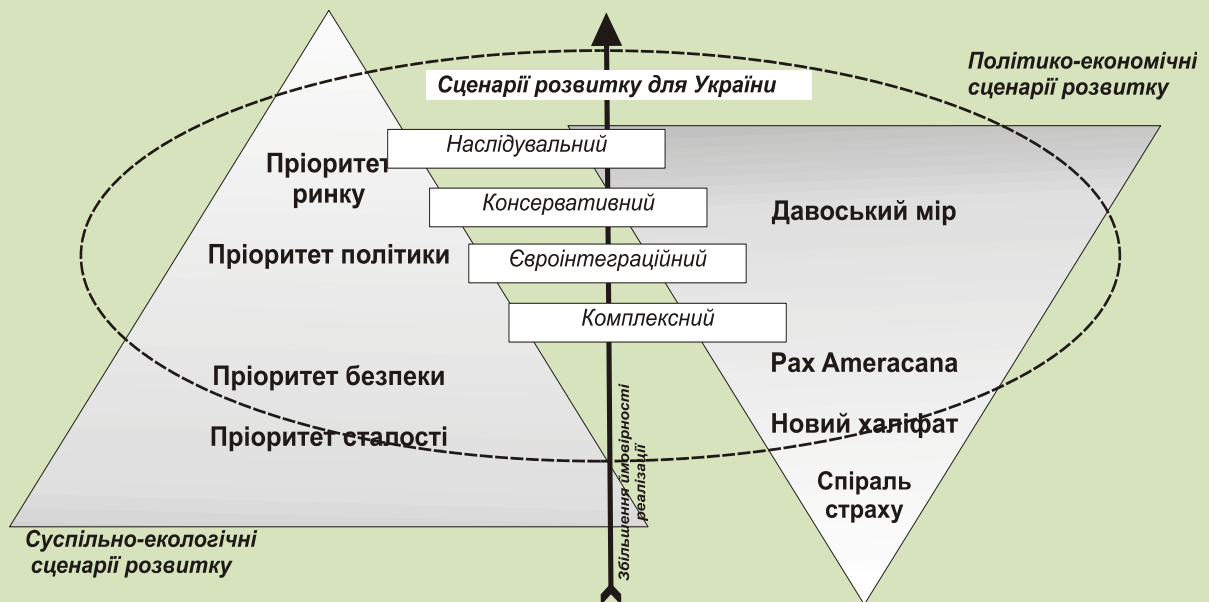 Політико-економічні
сценарії розвитку
Сценарії розвитку для України
Наслідувальний
Пріоритет
ринку
Консервативний
Давоський мір
Пріоритет політики
Євроінтеграційний
Комплексний
Pax Ameracana
Пріоритет безпеки
Новий халіфат
Пріоритет сталості
Спіраль
страху
Збільшення ймовірності
реалізації
Суспільно-екологічні
сценарії розвитку